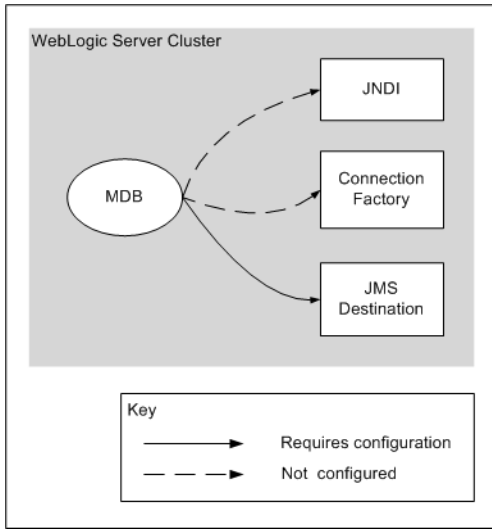 WebLogic Server Cluster
JNDI
MDB
Connection
Factory
JMS
Destination
Key
Requires configuration
Not configured